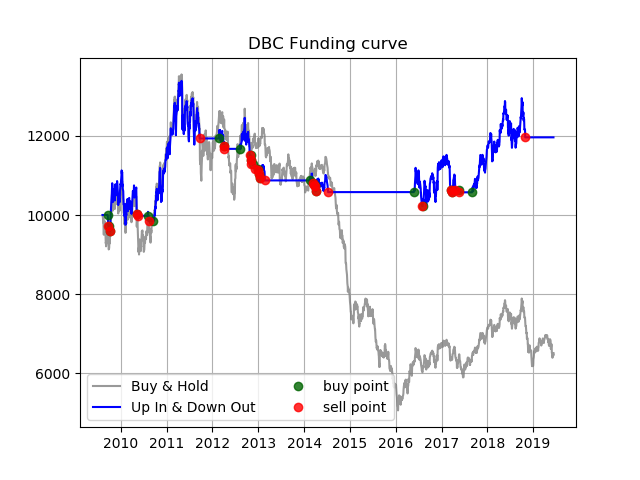 DBC Funding curve
12000
10000
8000
6000
Buy & Hold
Up In & Down Out
buy point
sell point
2010 2011 2012 2013 2014 2015 2016 2017 2018 2019